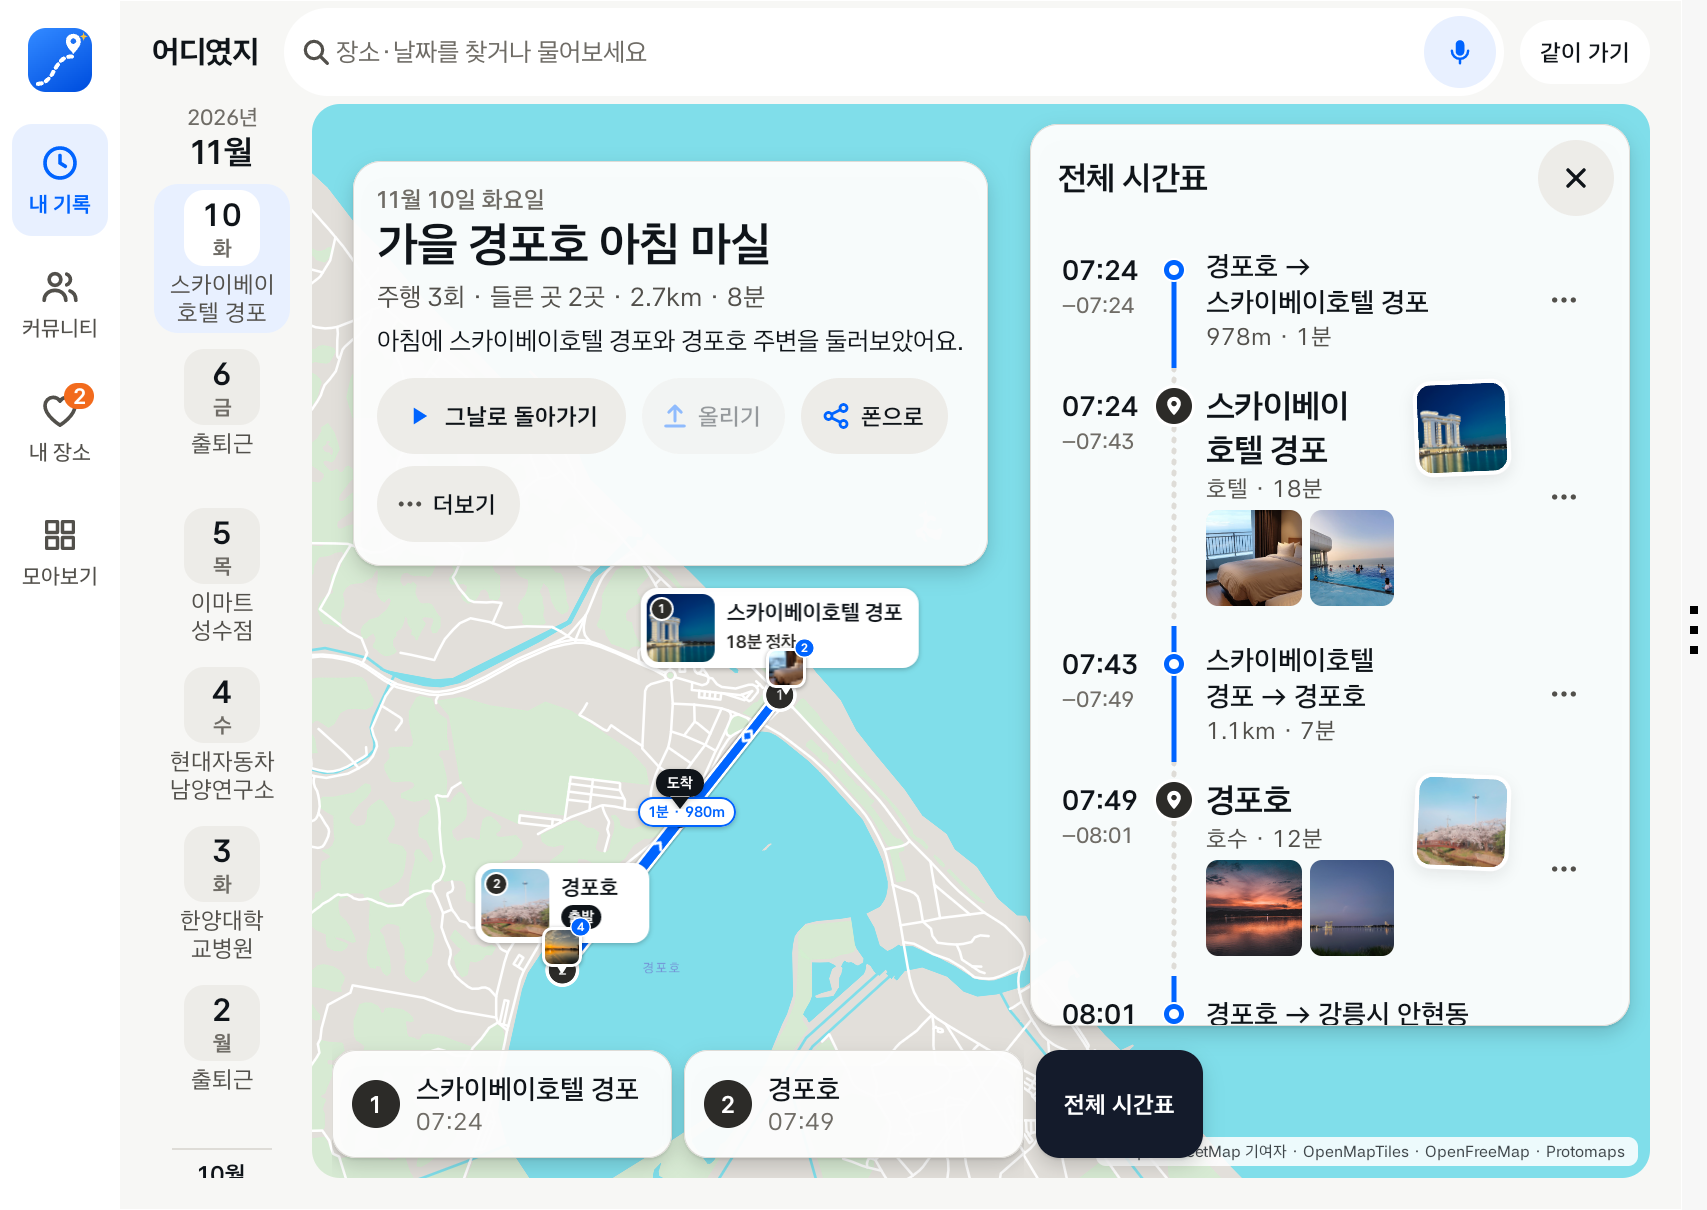 어디였지
장소·날짜를 찾거나 물어보세요
같이 가기
내 기록
커뮤니티
2
내 장소
모아보기
2026년
11월
10
화
스카이베이
호텔 경포
6
금
출퇴근
5
목
이마트
성수점
4
수
현대자동차
남양연구소
3
화
한양대학
교병원
2
월
출퇴근
10월
11월 10일 화요일
가을 경포호 아침 마실
주행 3회 · 들른 곳 2곳 · 2.7km · 8분
아침에 스카이베이호텔 경포와 경포호 주변을 둘러보았어요.
그날로 돌아가기
올리기
폰으로
더보기
1
스카이베이호텔 경포
18분 정차
2
1
도착
1분 · 980m
2
경포호
출발
4
경포호
전체 시간표
07:24
–07:24
경포호 →
스카이베이호텔 경포
978m · 1분
07:24
–07:43
스카이베이
호텔 경포
호텔 · 18분
07:43
–07:49
스카이베이호텔
경포 → 경포호
1.1km · 7분
07:49
–08:01
경포호
호수 · 12분
08:01
경포호 → 강릉시 안현동
1
스카이베이호텔 경포
07:24
2
경포호
07:49
전체 시간표
etMap 기여자 · OpenMapTiles · OpenFreeMap · Protomaps